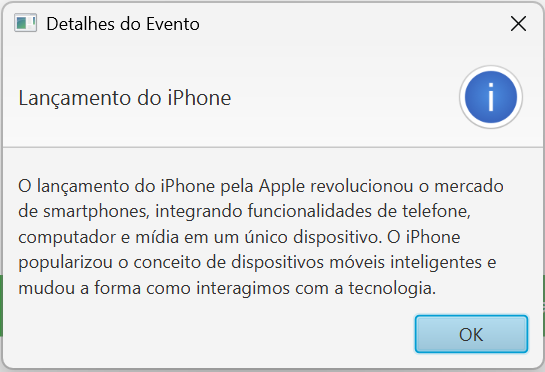 Detalhes do Evento
Lançamento do iPhone
i
O lançamento do iPhone pela Apple revolucionou o mercado
de smartphones, integrando funcionalidades de telefone,
computador e mídia em um único dispositivo. O iPhone
popularizou o conceito de dispositivos móveis inteligentes e
mudou a forma como interagimos com a tecnologia.
OK